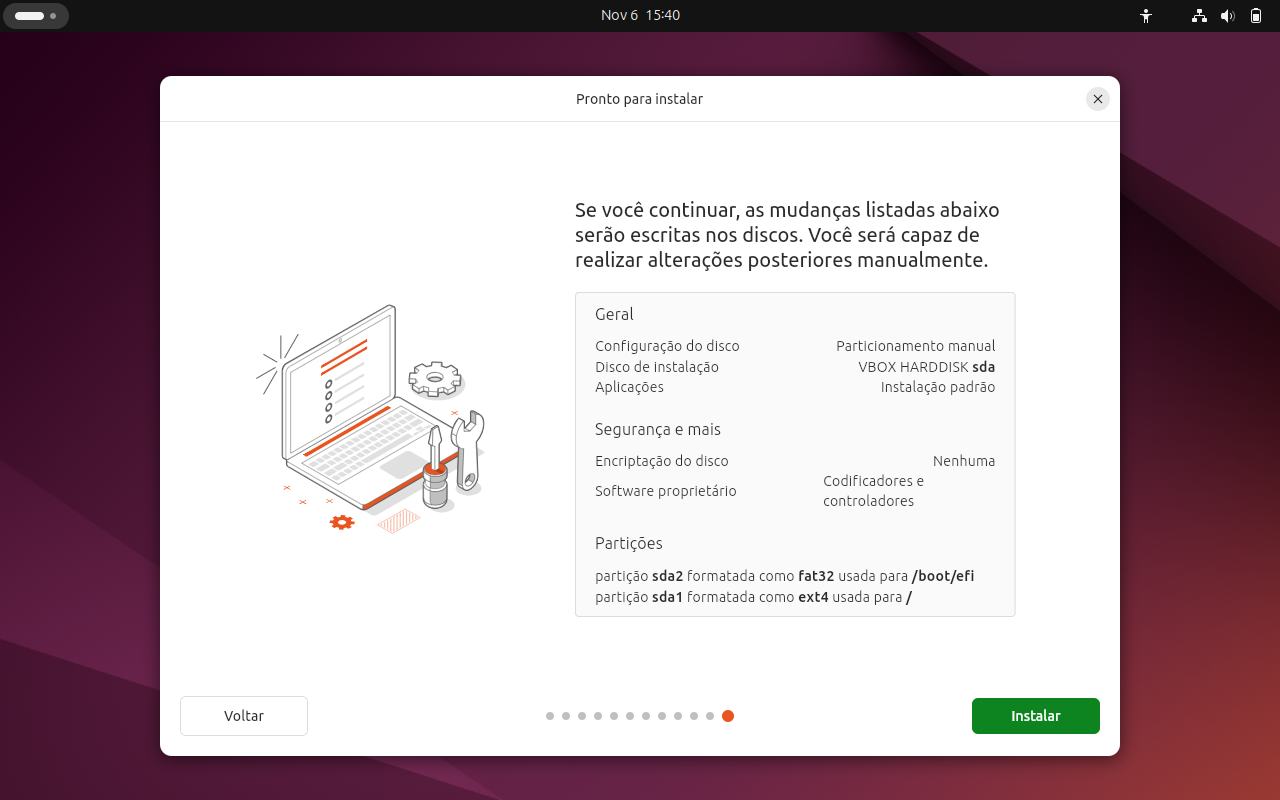 Nov 6 15:40
Pronto para instalar
Se você continuar, as mudanças listadas abaixo
serão escritas nos discos. Você será capaz de
realizar alterações posteriores manualmente.
Geral
Configuração do disco Particionamento manual
Disco de instalação VBOX HARDDISK sda
Aplicações Instalação padrão
Segurança e mais
Encriptação do disco Nenhuma
Software proprietário Codificadores e
controladores
Partições
partição sda2 formatada como fat32 usada para /boot/efi
partição sda1 formatada como ext4 usada para /
Voltar
Instalar